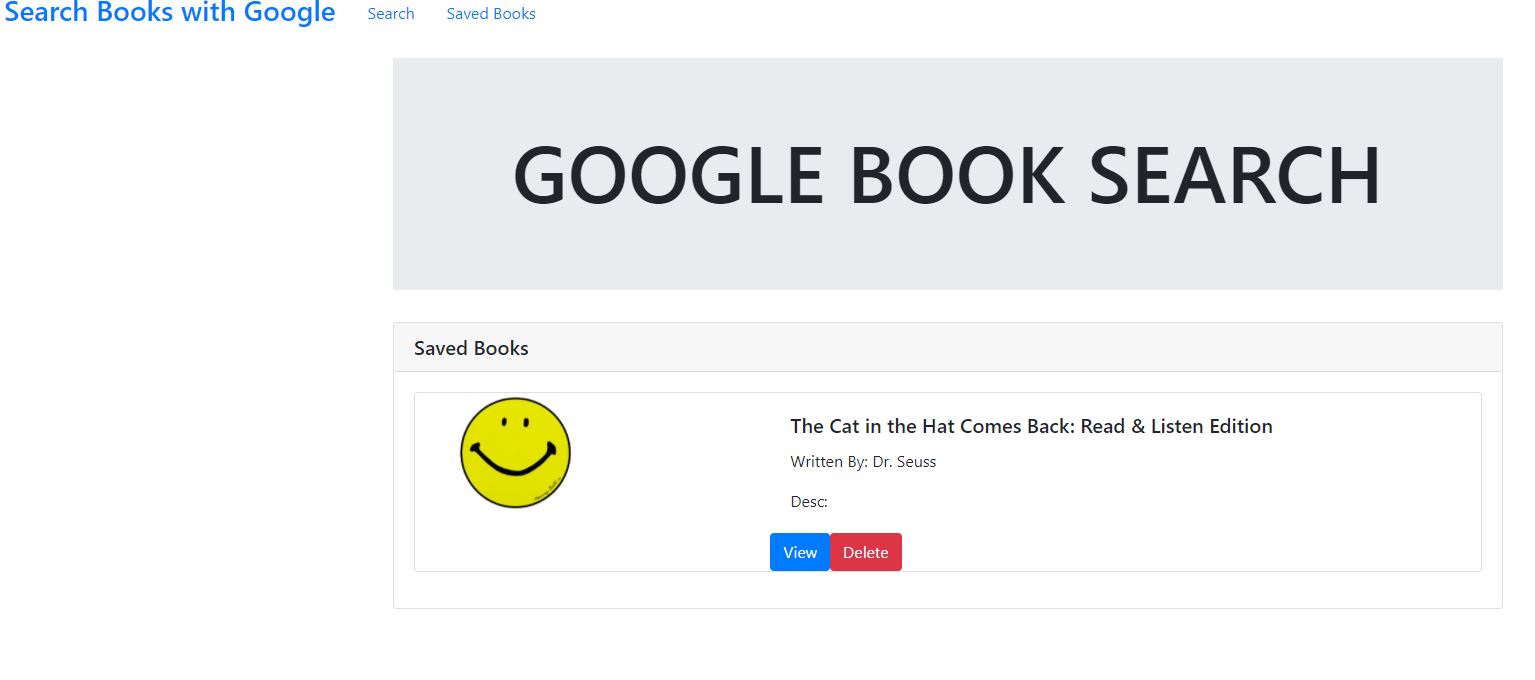 Search Books with Google Search Saved Books
GOOGLE BOOK SEARCH
Saved Books
The Cat in the Hat Comes Back: Read & Listen Edition
Written By: Dr. Seuss
Desc:
View Delete